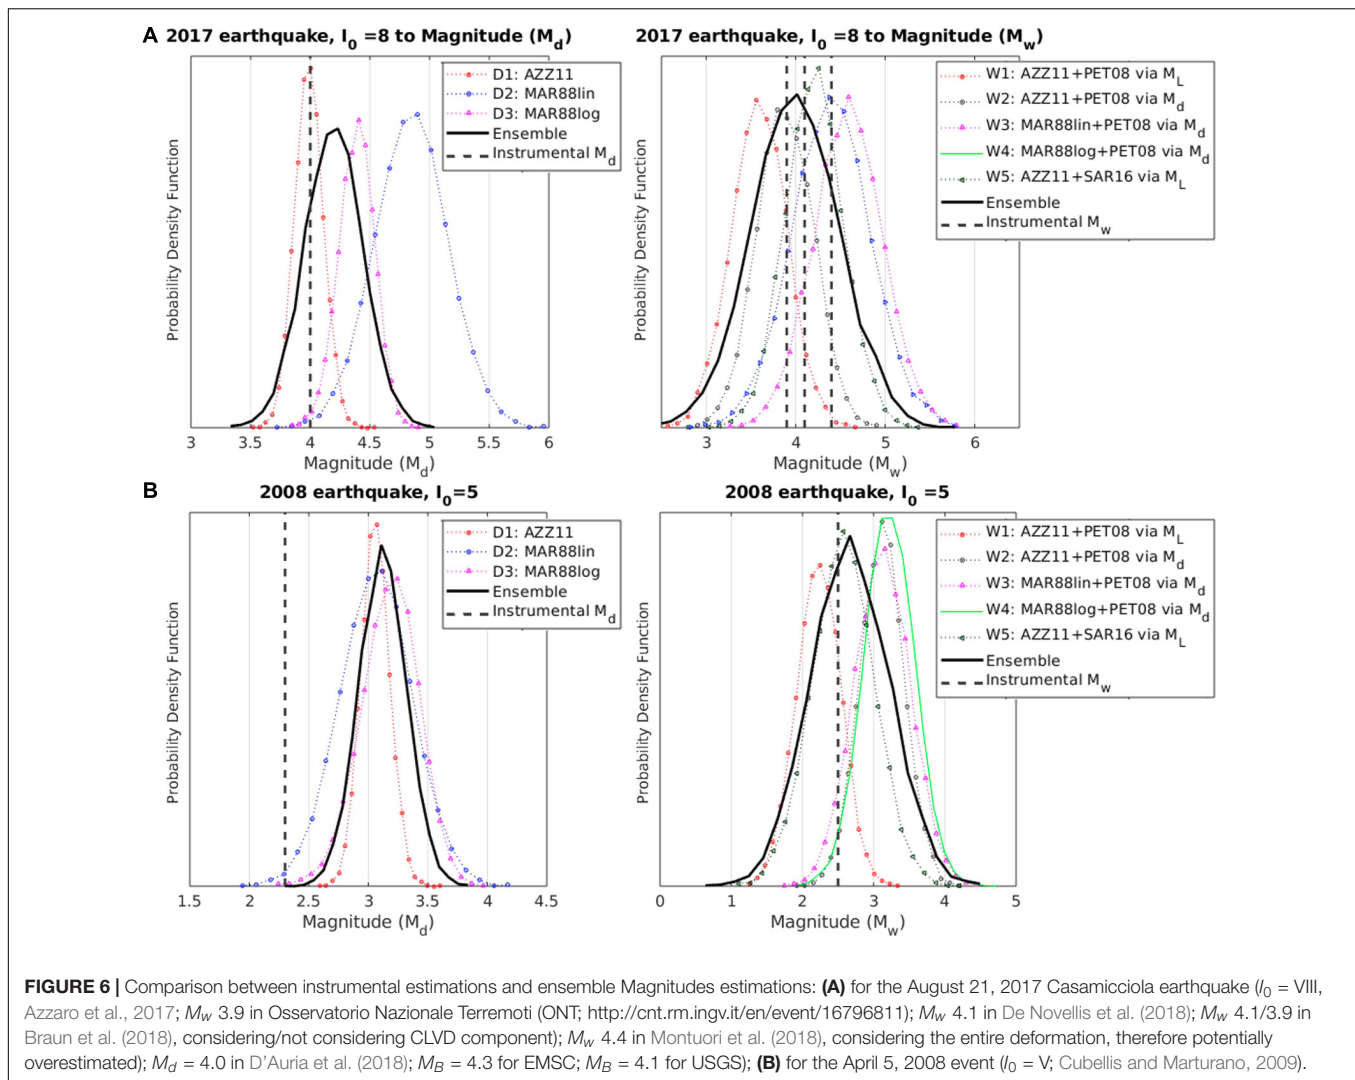 A 2017 earthquake, I0 =8 to Magnitude (Md)
Probability Density Function
D1: AZZ11
D2: MAR88lin
D3: MAR88log
Ensemble
Instrumental Md
3 3.5 4 4.5 5 5.5 6
Magnitude (Md)
2017 earthquake, I0 =8 to Magnitude (Mw)
Probability Density Function
W1: AZZ11+PET08 via ML
W2: AZZ11+PET08 via Md
W3: MAR88lin+PET08 via Md
W4: MAR88log+PET08 via Md
W5: AZZ11+SAR16 via ML
Ensemble
Instrumental Mw
3 4 5 6
Magnitude (Mw)
B 2008 earthquake, I0=5
Probability Density Function
D1: AZZ11
D2: MAR88lin
D3: MAR88log
Ensemble
Instrumental Md
1.5 2 2.5 3 3.5 4 4.5
Magnitude (Md)
2008 earthquake, I0 =5
Probability Density Function
W1: AZZ11+PET08 via ML
W2: AZZ11+PET08 via Md
W3: MAR88lin+PET08 via Md
W4: MAR88log+PET08 via Md
W5: AZZ11+SAR16 via ML
Ensemble
Instrumental Mw
0 1 2 3 4 5
Magnitude (Mw)
FIGURE 6 | Comparison between instrumental estimations and ensemble Magnitudes estimations: (A) for the August 21, 2017 Casamicciola earthquake (I0 = VIII,
Azzaro et al., 2017; Mw 3.9 in Osservatorio Nazionale Terremoti (ONT; http://cnt.rm.ingv.it/en/event/16796811); Mw 4.1 in De Novellis et al. (2018); Mw 4.1/3.9 in
Braun et al. (2018), considering/not considering CLVD component); Mw 4.4 in Montuori et al. (2018), considering the entire deformation, therefore potentially
overestimated); Md = 4.0 in D'Auria et al. (2018); MB = 4.3 for EMSC; MB = 4.1 for USGS); (B) for the April 5, 2008 event (I0 = V; Cubellis and Marturano, 2009).